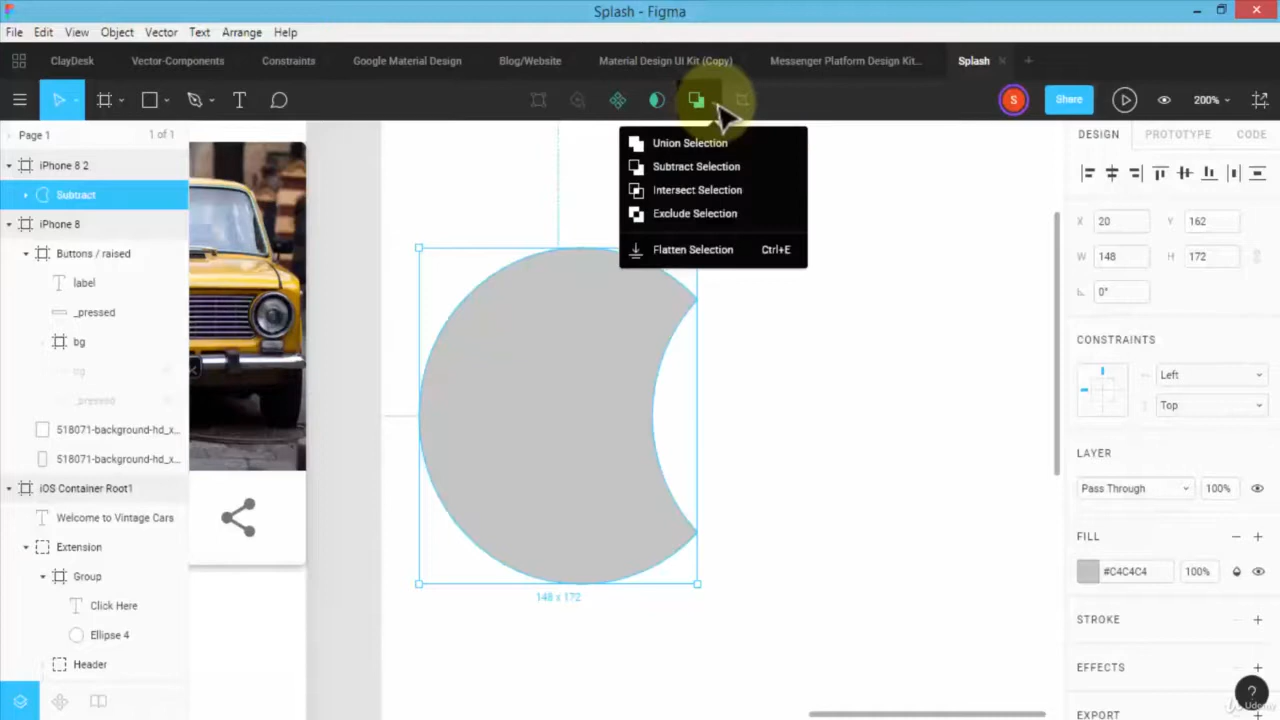 Splash - Figma
File Edit View Object Vector Text Arrange Help
ClayDesk Vector-Components Constraints Google Material Design Blog/Website Material Design UI Kit (Copy) Messenger Platform Design Kit... Splash
S Share 200%
Page 1 1 of 1
iPhone 8 2
Subtract
iPhone 8
Buttons / raised
label
_pressed
bg
_pressed
518071-background-hd_x...
518071-background-hd_x...
iOS Container Root1
Welcome to Vintage Cars
Extension
Group
Click Here
Ellipse 4
Header
Union Selection
Subtract Selection
Intersect Selection
Exclude Selection
Flatten Selection Ctrl+E
148 x 172
DESIGN PROTOTYPE CODE
X 20 Y 162
W 148 H 172
0°
CONSTRAINTS
Left
Top
LAYER
Pass Through 100%
FILL
#C4C4C4 100%
STROKE
EFFECTS
EXPORT
?
Udemy